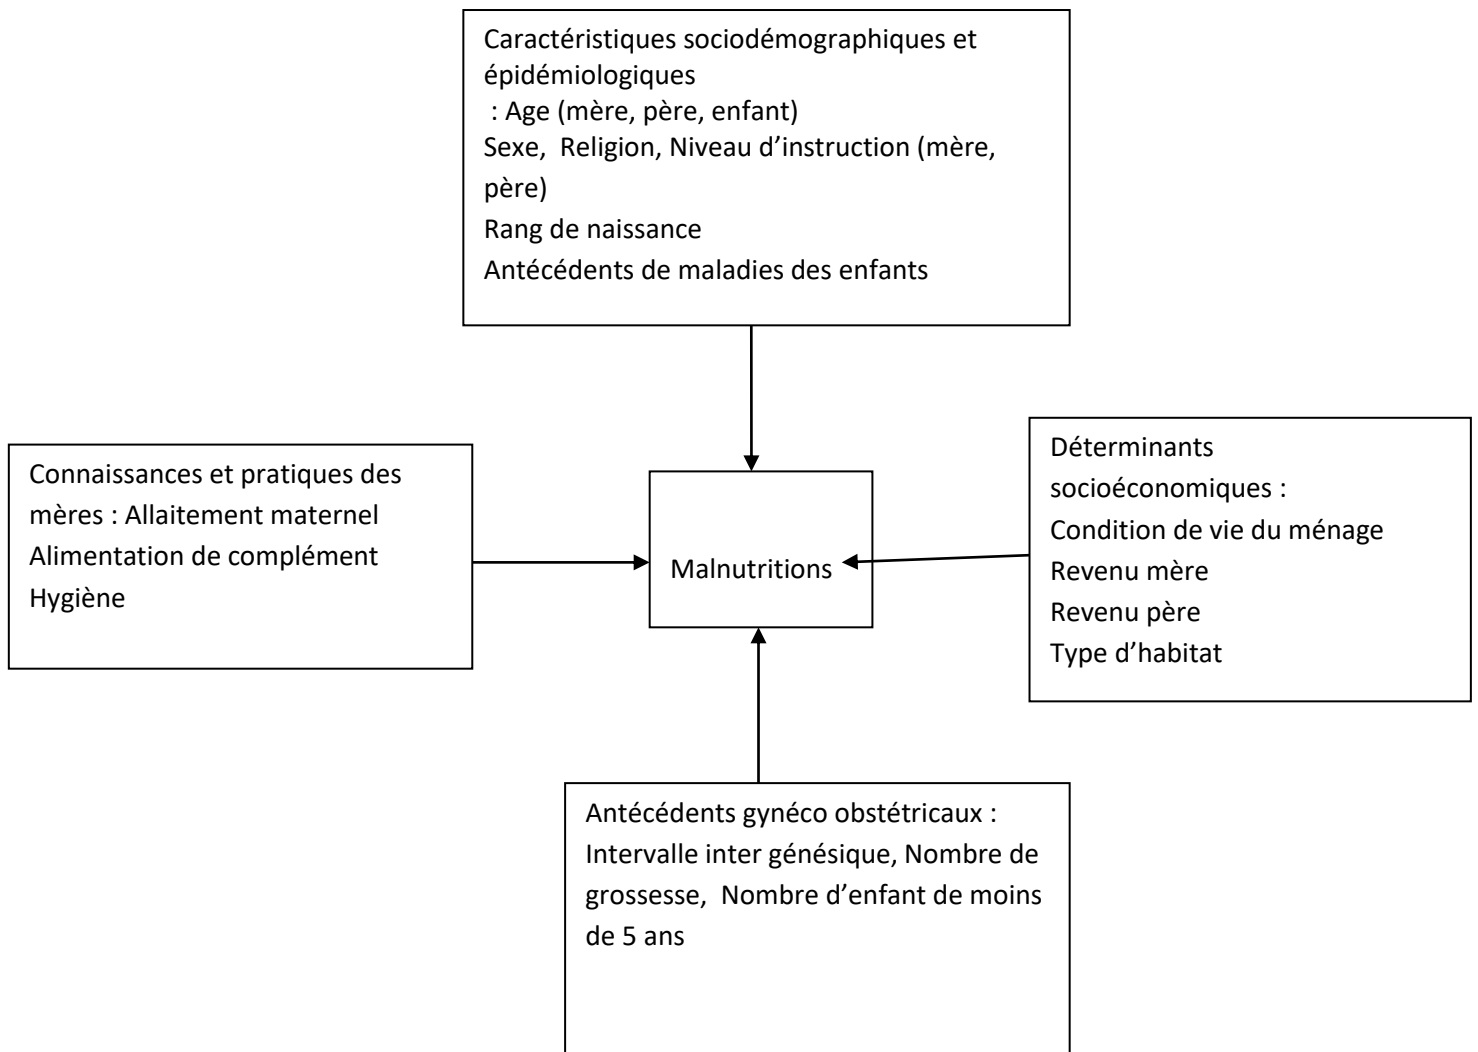 Caractéristiques sociodémographiques et
épidémiologiques
: Age (mère, père, enfant)
Sexe, Religion, Niveau d’instruction (mère,
père)
Rang de naissance
Antécédents de maladies des enfants
Connaissances et pratiques des
mères : Allaitement maternel
Alimentation de complément
Hygiène
Malnutritions
Déterminants
socioéconomiques :
Condition de vie du ménage
Revenu mère
Revenu père
Type d’habitat
Antécédents gynéco obstétricaux :
Intervalle inter génésique, Nombre de
grossesse, Nombre d’enfant de moins
de 5 ans